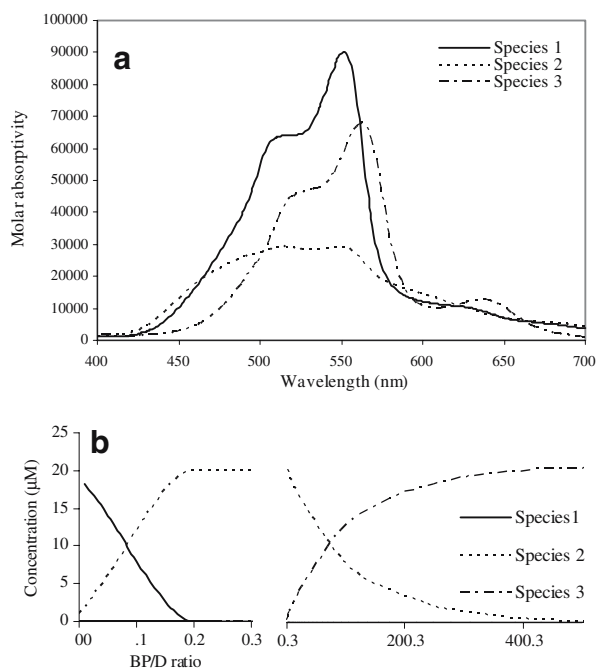 a
Species 1
Species 2
Species 3
Molar absorptivity
100000
90000
80000
70000
60000
50000
40000
30000
20000
10000
0
400 450 500 550 600 650 700
Wavelength (nm)
b
Concentration (µM)
25
20
15
10
5
0
Species1
Species 2
Species 3
00 .1 0.2 0.3 0.3 200.3 400.3
BP/D ratio